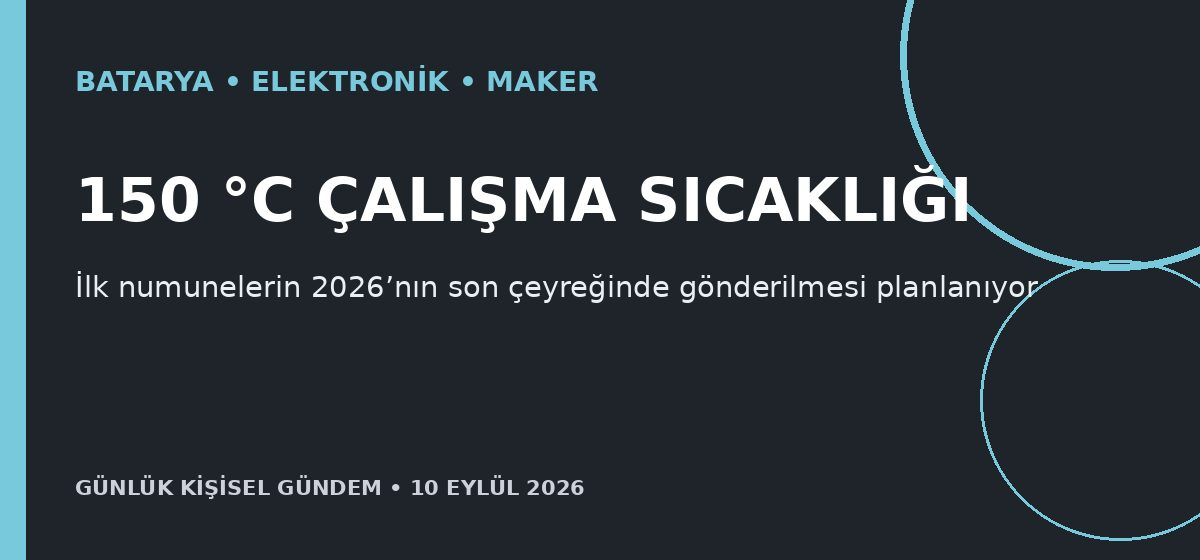 BATARYA • ELEKTRONİK • MAKER
150 °C ÇALIŞMA SICAKLIĞI
İlk numunelerin 2026’nın son çeyreğinde gönderilmesi planlanıyor
GÜNLÜK KİŞİSEL GÜNDEM • 10 EYLÜL 2026